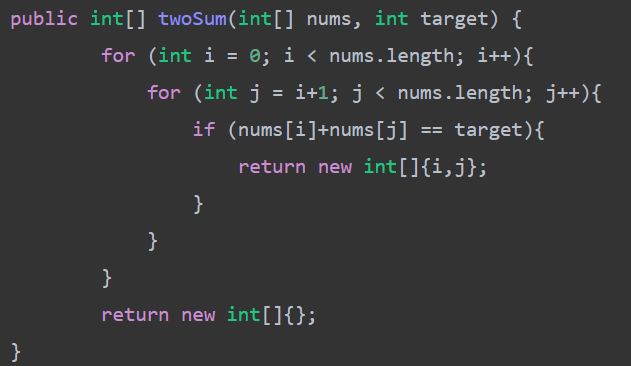 public int[] twoSum(int[] nums, int target) {
        for (int i = 0; i < nums.length; i++){
            for (int j = i+1; j < nums.length; j++){
                if (nums[i]+nums[j] == target){
                    return new int[]{i,j};
                }
            }
        }
        return new int[]{};
}